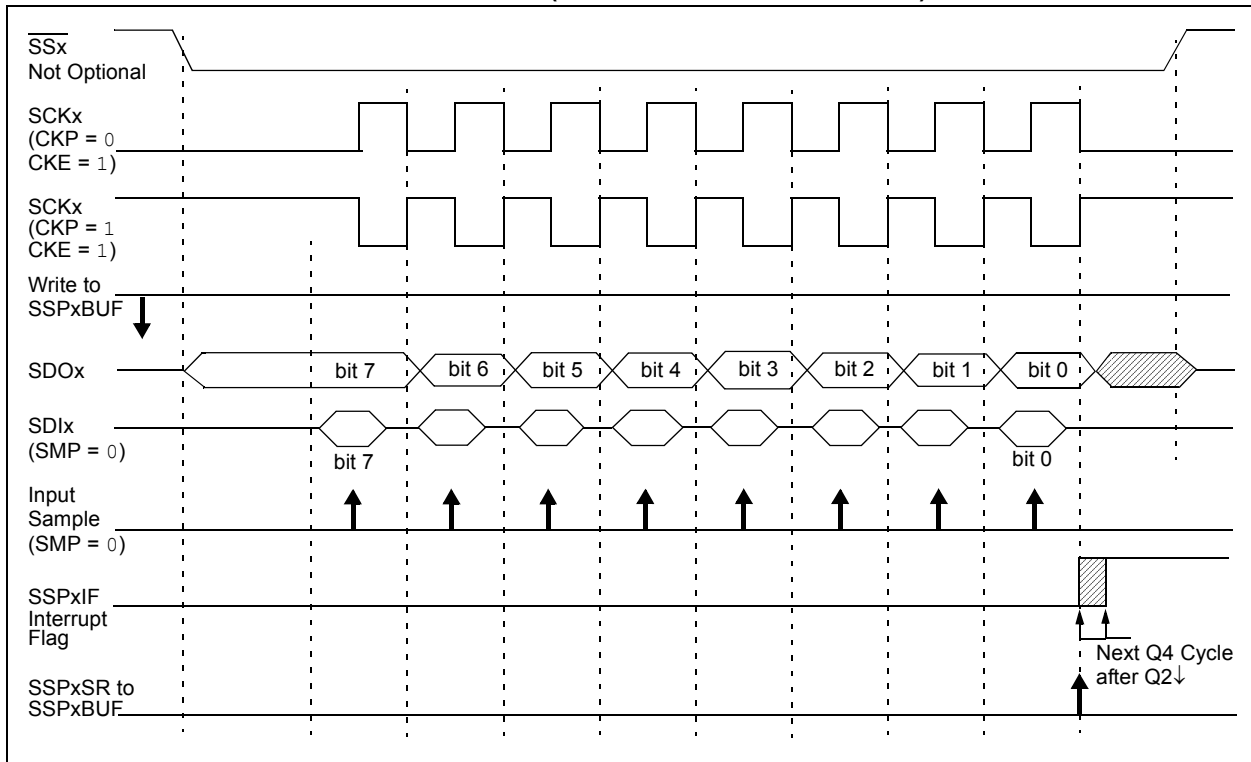 SSx
Not Optional
SCKx
(CKP = 0
CKE = 1)
SCKx
(CKP = 1
CKE = 1)
Write to
SSPxBUF
SDOx
bit 7
bit 6
bit 5
bit 4
bit 3
bit 2
bit 1
bit 0
SDIx
(SMP = 0)
bit 7
bit 0
Input
Sample
(SMP = 0)
SSPxIF
Interrupt
Flag
Next Q4 Cycle
after Q2↓
SSPxSR to
SSPxBUF